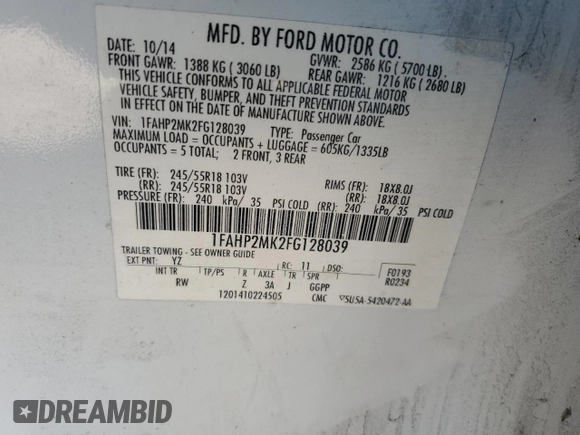 MFD. BY FORD MOTOR CO.
DATE: 10/14 GVWR: 2586 KG ( 5700 LB)
FRONT GAWR: 1388 KG ( 3060 LB) REAR GAWR: 1216 KG ( 2680 LB)
THIS VEHICLE CONFORMS TO ALL APPLICABLE FEDERAL MOTOR
VEHICLE SAFETY, BUMPER, AND THEFT PREVENTION STANDARDS
IN EFFECT ON THE DATE OF MANUFACTURE SHOWN ABOVE.
VIN: 1FAHP2MK2FG128039 TYPE: Passenger Car
MAXIMUM LOAD = OCCUPANTS + LUGGAGE = 605KG/1335LB
OCCUPANTS = 5 TOTAL; 2 FRONT, 3 REAR
TIRE (FR): 245/55R18 103V RIMS (FR): 18X8.0J
(RR): 245/55R18 103V (RR): 18X8.0J
PRESSURE (FR): 240 kPa/ 35 PSI COLD (RR): 240 kPa/ 35 PSI COLD
1FAHP2MK2FG128039
TRAILER TOWING - SEE OWNER GUIDE
EXT PNT: YZ RC: 11 DSO: F0193
INT TR TP/PS R AXLE TR SPR R0234
RW Z 3A J GGPP
1201410224505 CMC 5U5A-5420472-AA
DREAMBID